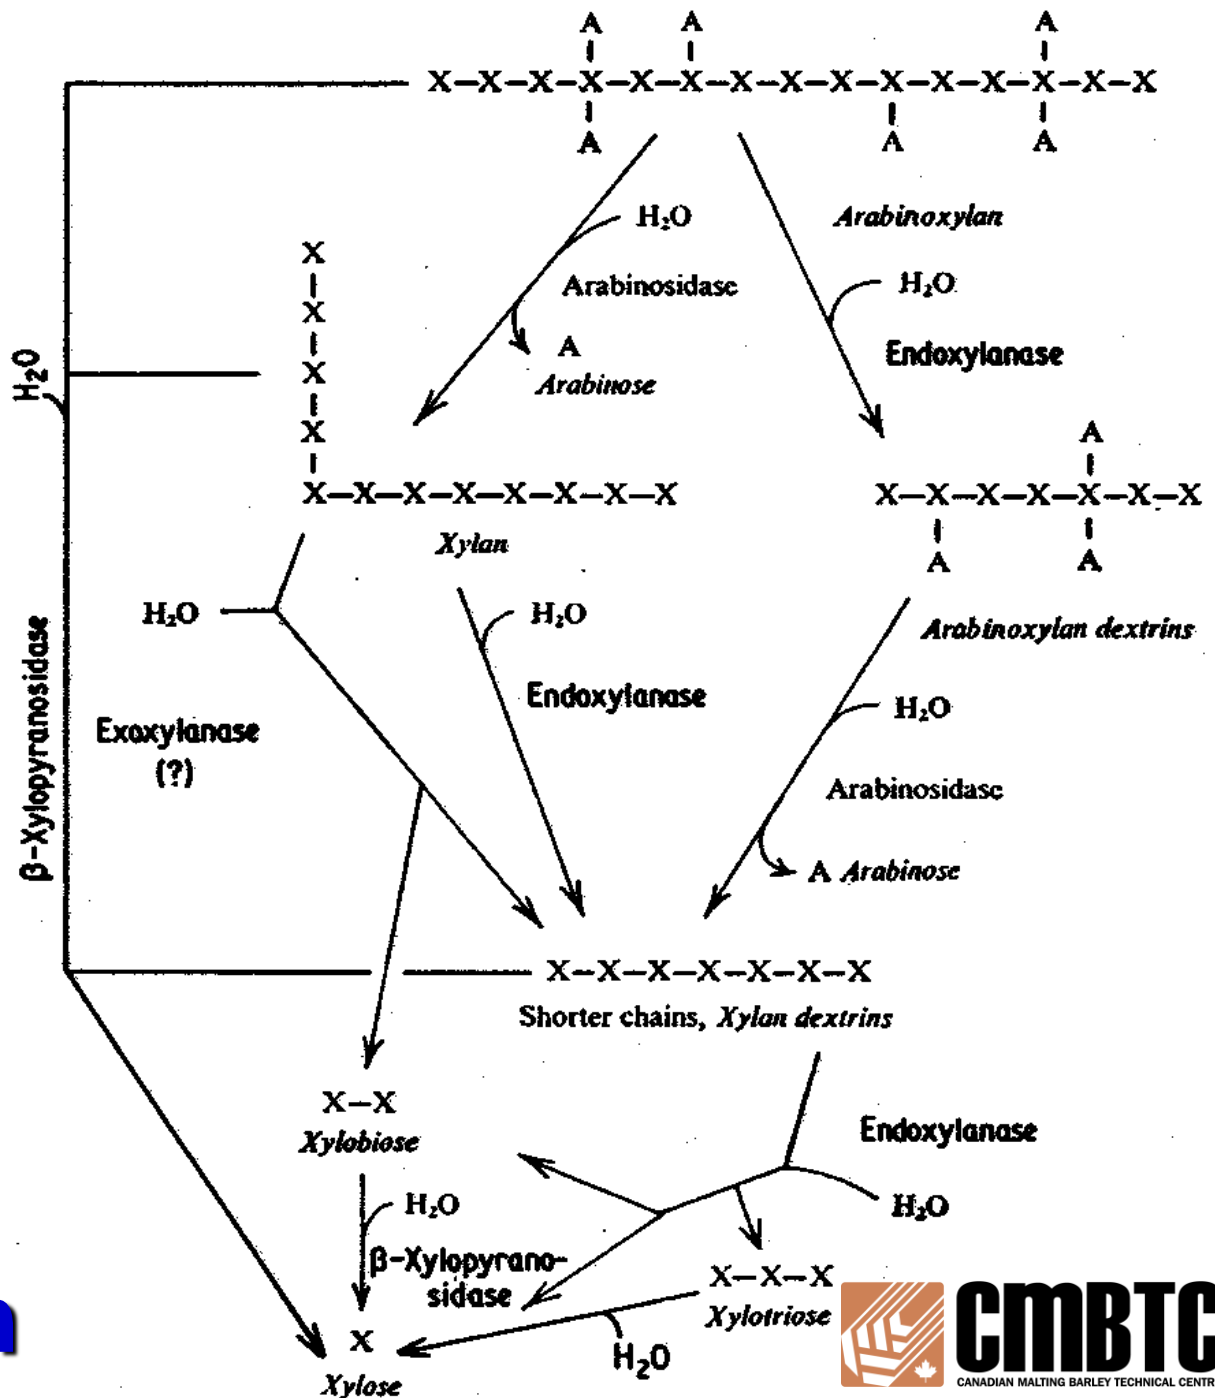 A A A
X-X-X-X-X-X-X-X-X-X-X-X-X-X-X
A A A
H₂O
Arabinoxylan
X
H₂O
Arabinosidase
X
A
Arabinose
Endoxylanase
H₂O
X
X
A
X-X-X-X-X-X-X-X
X-X-X-X-X-X-X
Xylan
A A
H₂O
H₂O
Arabinoxylan dextrins
β-Xylopyranosidase
Endoxylanase
H₂O
Exoxylanase
(?)
Arabinosidase
A Arabinose
X-X-X-X-X-X-X
Shorter chains, Xylan dextrins
X-X
Xylobiose
Endoxylanase
H₂O
H₂O
β-Xylopyrano-
sidase
X-X-X
Xylotriose
X
Xylose
H₂O
n
CMBTC
CANADIAN MALTING BARLEY TECHNICAL CENTR